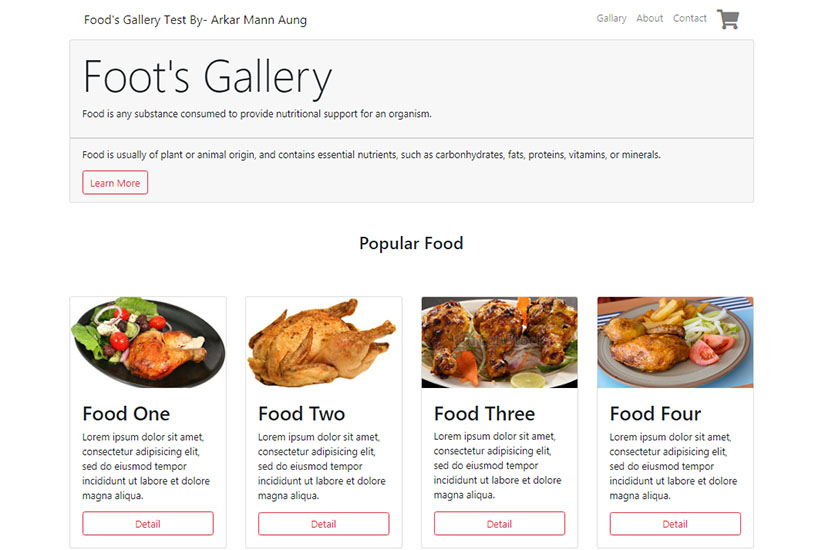 Food's Gallery Test By- Arkar Mann Aung
Gallary About Contact
Foot's Gallery
Food is any substance consumed to provide nutritional support for an organism.
Food is usually of plant or animal origin, and contains essential nutrients, such as carbonhydrates, fats, proteins, vitamins, or minerals.
Learn More
Popular Food
Food One
Lorem ipsum dolor sit amet,
consectetur adipisicing elit,
sed do eiusmod tempor
incididunt ut labore et dolore
magna aliqua.
Detail
Food Two
Lorem ipsum dolor sit amet,
consectetur adipisicing elit,
sed do eiusmod tempor
incididunt ut labore et dolore
magna aliqua.
Detail
Food Three
Lorem ipsum dolor sit amet,
consectetur adipisicing elit,
sed do eiusmod tempor
incididunt ut labore et dolore
magna aliqua.
Detail
Food Four
Lorem ipsum dolor sit amet,
consectetur adipisicing elit,
sed do eiusmod tempor
incididunt ut labore et dolore
magna aliqua.
Detail